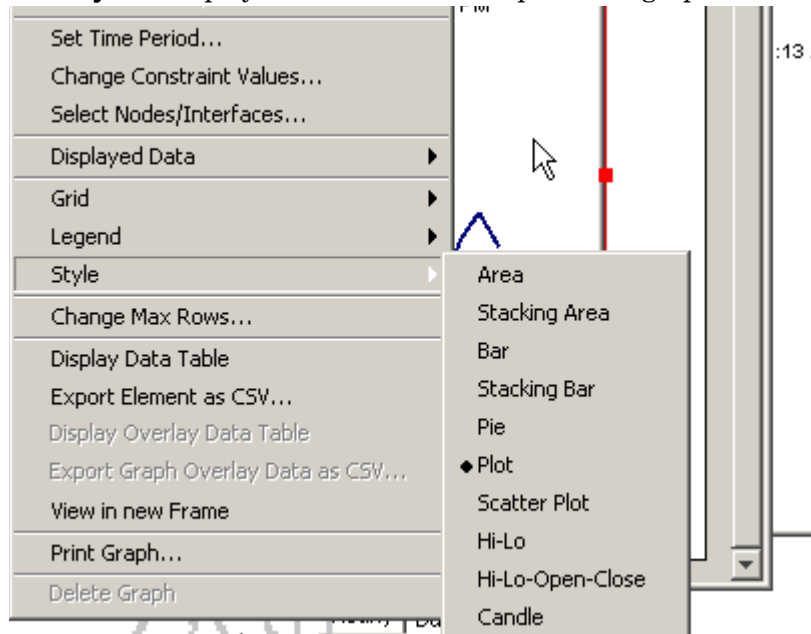 PM
Set Time Period...
Change Constraint Values...
Select Nodes/Interfaces...
Displayed Data
Grid
Legend
Style
Change Max Rows...
Display Data Table
Export Element as CSV...
Display Overlay Data Table
Export Graph Overlay Data as CSV...
View in new Frame
Print Graph...
Delete Graph
:13
Area
Stacking Area
Bar
Stacking Bar
Pie
Plot
Scatter Plot
Hi-Lo
Hi-Lo-Open-Close
Candle